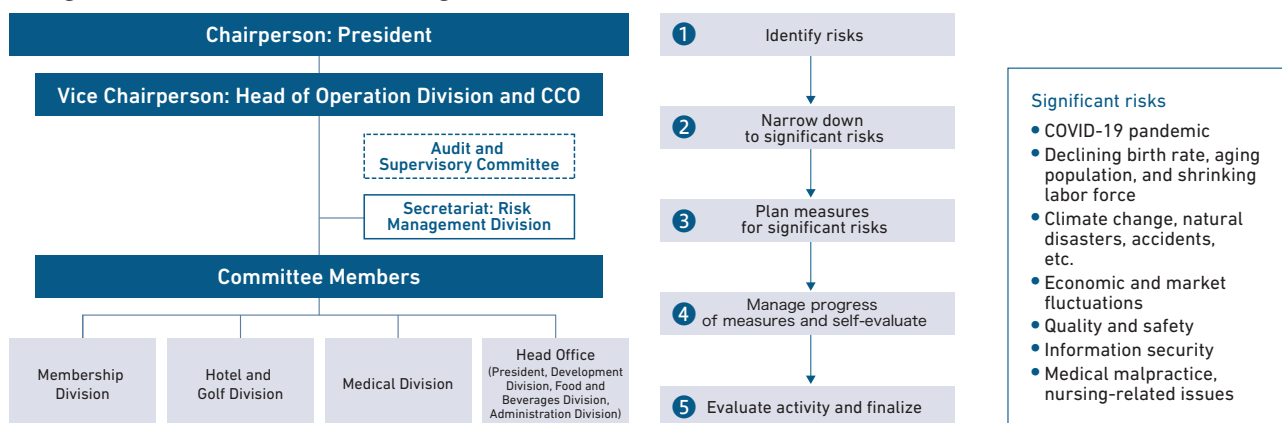 Chairperson: President
Vice Chairperson: Head of Operation Division and CCO
Audit and
Supervisory Committee
Secretariat: Risk
Management Division
Committee Members
Membership
Division
Hotel and
Golf Division
Medical Division
Head Office
(President, Development
Division, Food and
Beverages Division,
Administration Division)
1 Identify risks
2 Narrow down
to significant risks
3 Plan measures
for significant risks
4 Manage progress
of measures and self-evaluate
5 Evaluate activity and finalize
Significant risks
• COVID-19 pandemic
• Declining birth rate, aging
population, and shrinking
labor force
• Climate change, natural
disasters, accidents,
etc.
• Economic and market
fluctuations
• Quality and safety
• Information security
• Medical malpractice,
nursing-related issues